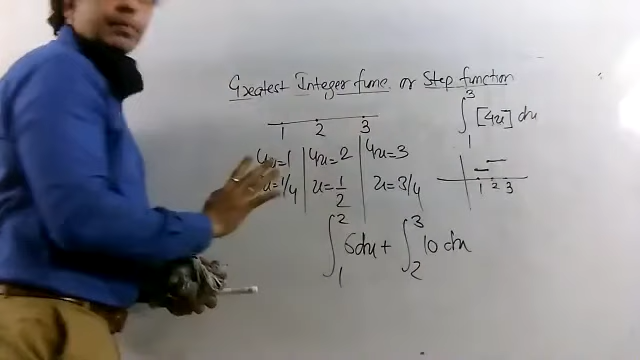 Greatest Integer func. or Step function
∫₁³ [4x] dx
1 2 3
4x=1 | 4x=2 | 4x=3
x=1/4 | x=1/2 | x=3/4
1 2 3
∫₁² 6dx + ∫₂³ 10 dx